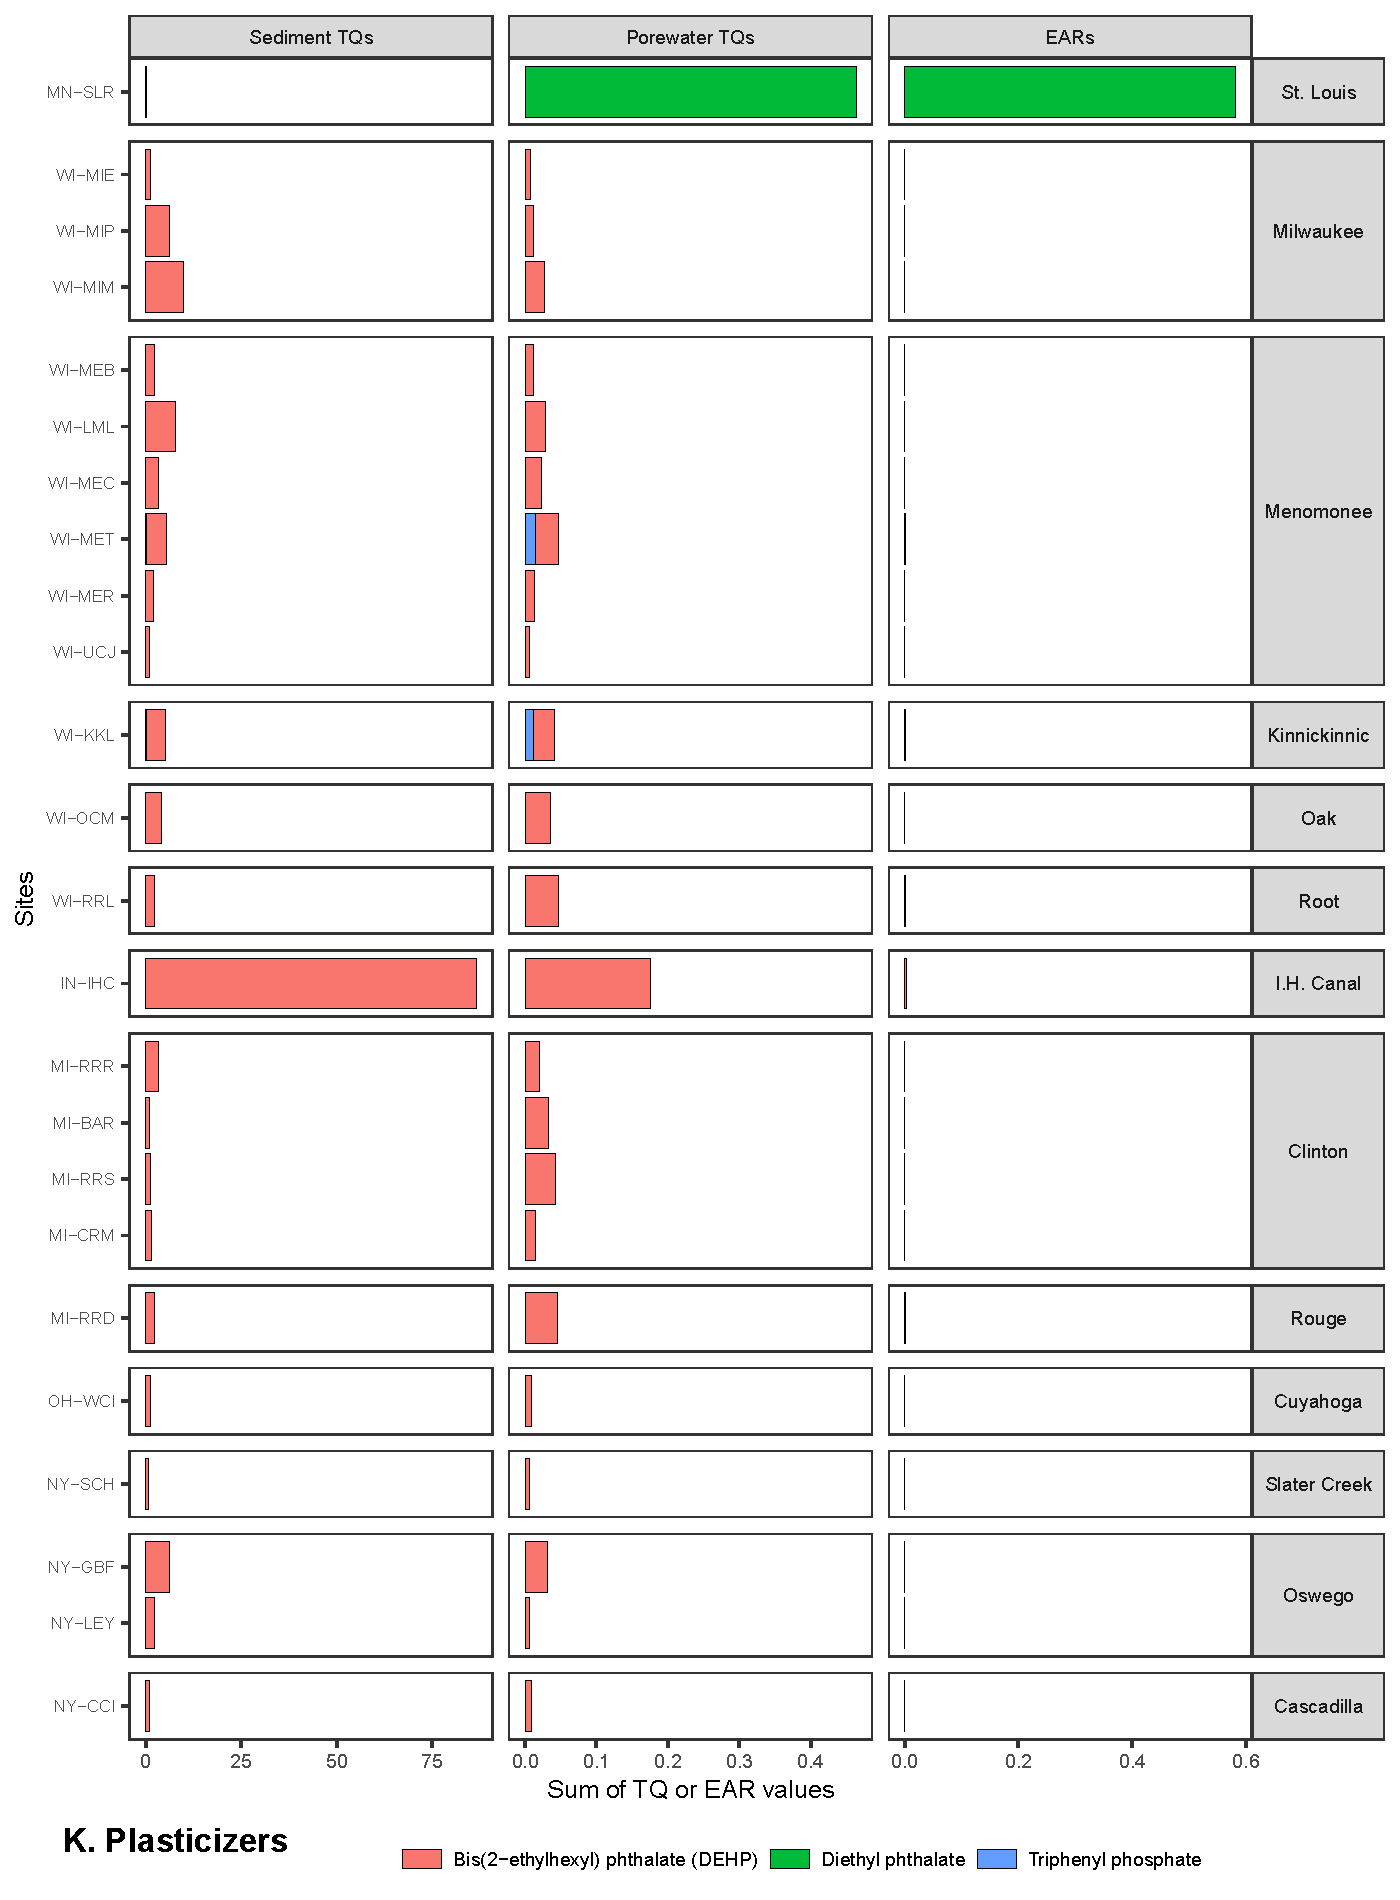 Sediment TQs Porewater TQs EARs
MN−SLR St. Louis
WI−MIE
WI−MIP Milwaukee
WI−MIM
WI−MEB
WI−LML
WI−MEC
Menomonee
WI−MET
WI−MER
WI−UCJ
WI−KKL Kinnickinnic
WI−OCM Oak
WI−RRL Root
IN−IHC I.H. Canal
MI−RRR
MI−BAR
Clinton
MI−RRS
MI−CRM
MI−RRD Rouge
OH−WCI Cuyahoga
NY−SCH Slater Creek
NY−GBF
Oswego
NY−LEY
NY−CCI Cascadilla
Sites
0 25 50 75 0.0 0.1 0.2 0.3 0.4 0.0 0.2 0.4 0.6
Sum of TQ or EAR values
K. Plasticizers
Bis(2−ethylhexyl) phthalate (DEHP) Diethyl phthalate Triphenyl phosphate